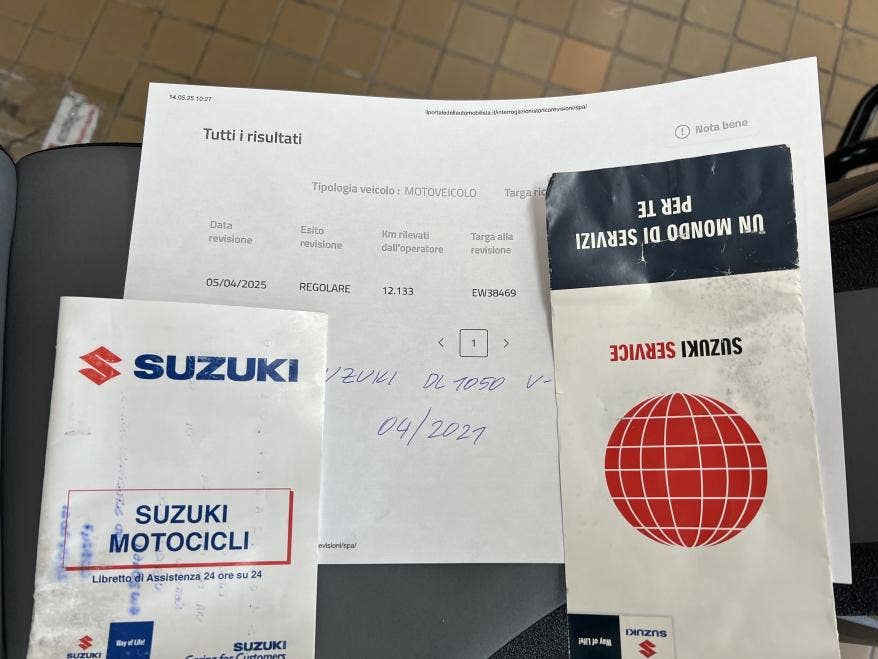 14.05.25 10:27
ilportaledellautomobilista.it/interrogazionistoricorevisioni/spa/
Tutti i risultati
Nota bene
Tipologia veicolo : MOTOVEICOLO Targa
Data revisione
Esito revisione
Km rilevati dall'operatore
Targa alla revisione
05/04/2025 REGOLARE 12.133 EW38469
1
DL 1050 V-
04/2021
SUZUKI
SUZUKI
MOTOCICLI
Libretto di Assistenza 24 ore su 24
Way of Life!
SUZUKI
SUZUKI
Caring for Customers
UN MONDO DI SERVIZI
PER TE
SUZUKI SERVICE
Way of Life!
SUZUKI